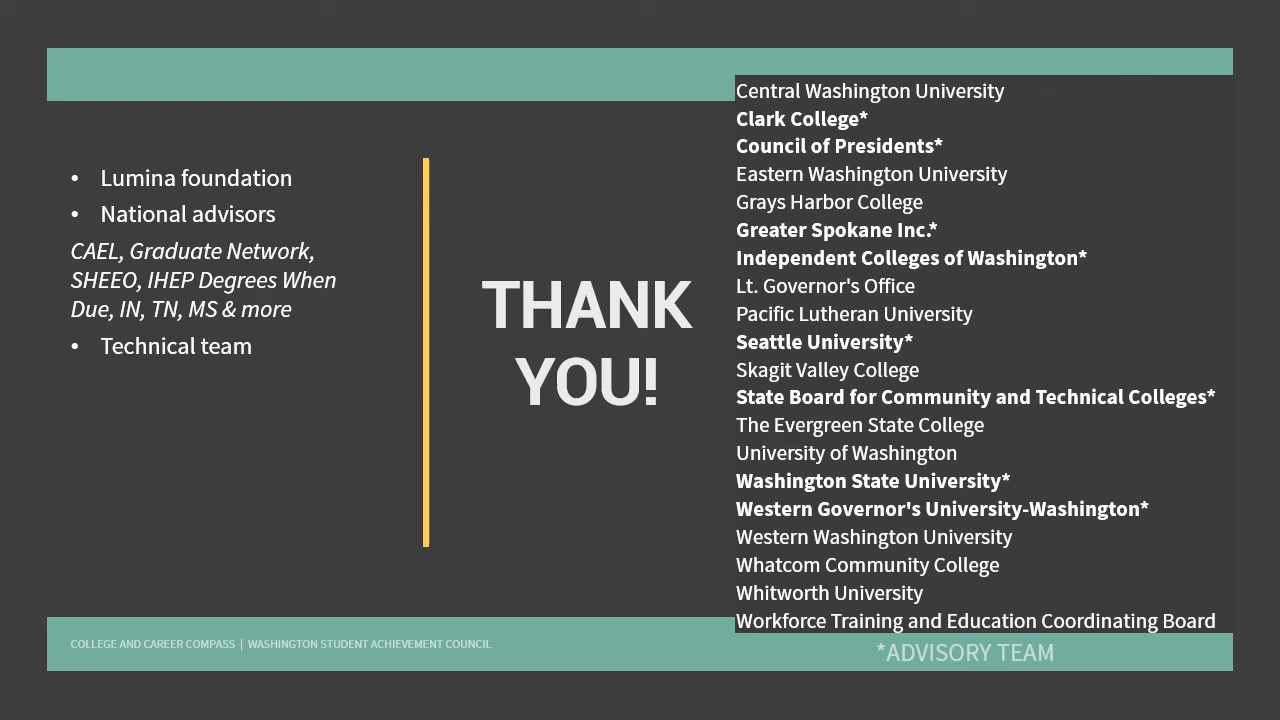 • Lumina foundation
• National advisors
CAEL, Graduate Network,
SHEEO, IHEP Degrees When
Due, IN, TN, MS & more
• Technical team
THANK
YOU!
Central Washington University
Clark College*
Council of Presidents*
Eastern Washington University
Grays Harbor College
Greater Spokane Inc.*
Independent Colleges of Washington*
Lt. Governor's Office
Pacific Lutheran University
Seattle University*
Skagit Valley College
State Board for Community and Technical Colleges*
The Evergreen State College
University of Washington
Washington State University*
Western Governor's University-Washington*
Western Washington University
Whatcom Community College
Whitworth University
Workforce Training and Education Coordinating Board
COLLEGE AND CAREER COMPASS | WASHINGTON STUDENT ACHIEVEMENT COUNCIL
*ADVISORY TEAM